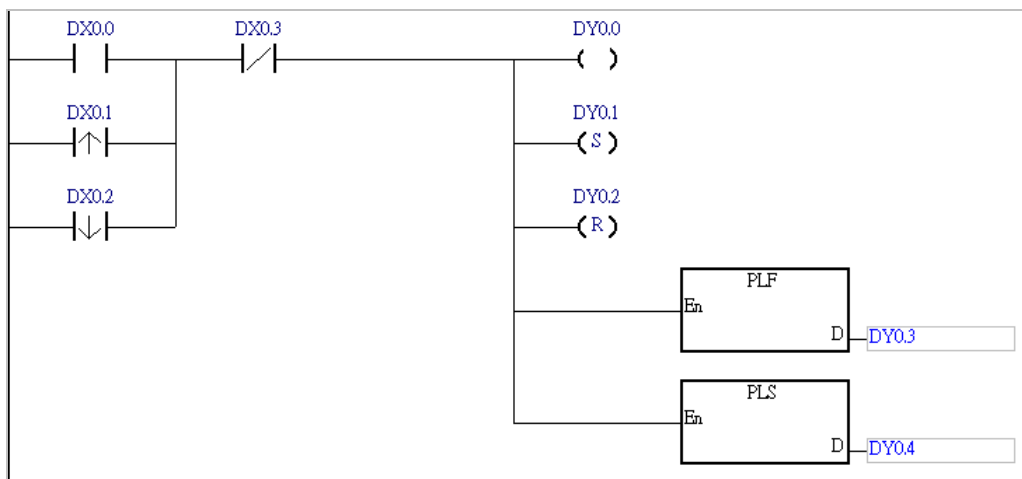 DX0.0 DX0.3 DY0.0
DX0.1 DY0.1
S
DX0.2 DY0.2
R
PLF
En
D DY0.3
PLS
En
D DY0.4